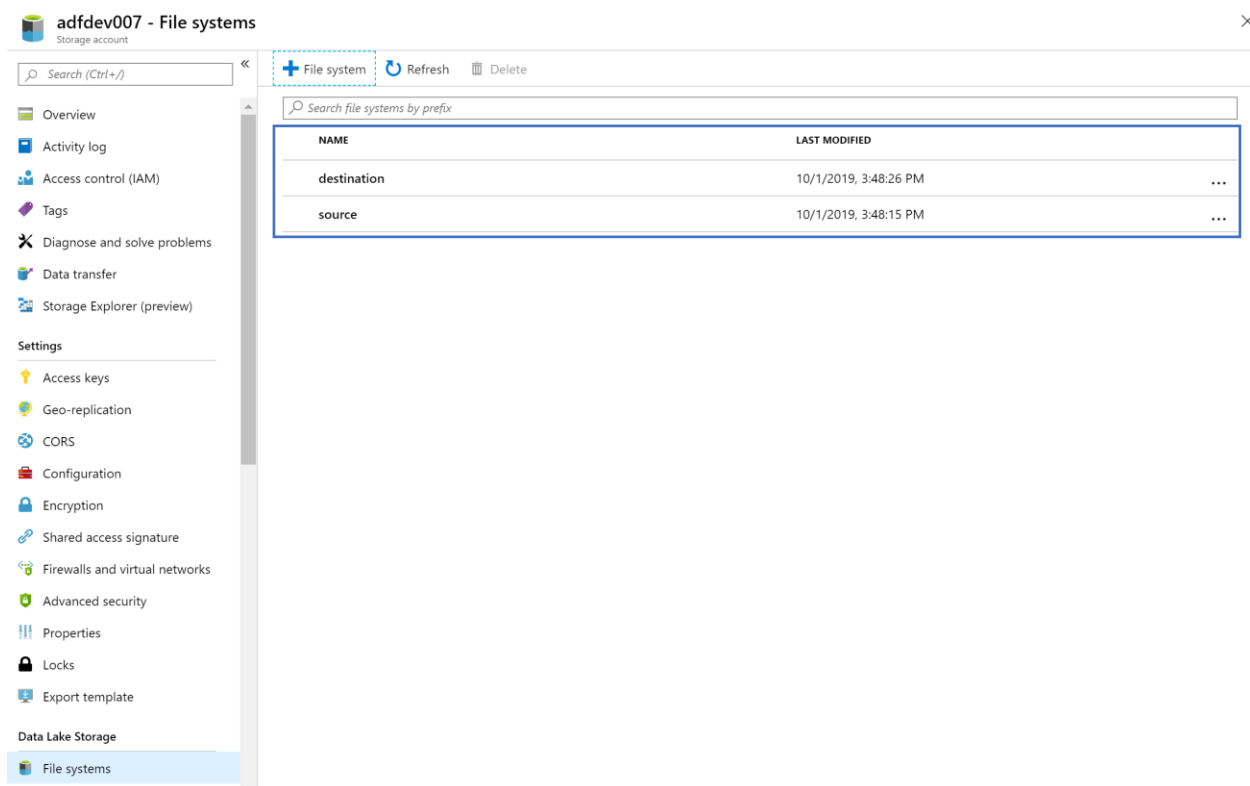 adfdev007 - File systems
Storage account
Search (Ctrl+/)
Overview
Activity log
Access control (IAM)
Tags
Diagnose and solve problems
Data transfer
Storage Explorer (preview)
Settings
Access keys
Geo-replication
CORS
Configuration
Encryption
Shared access signature
Firewalls and virtual networks
Advanced security
Properties
Locks
Export template
Data Lake Storage
File systems
File system Refresh Delete
Search file systems by prefix
NAME LAST MODIFIED
destination 10/1/2019, 3:48:26 PM ...
source 10/1/2019, 3:48:15 PM ...